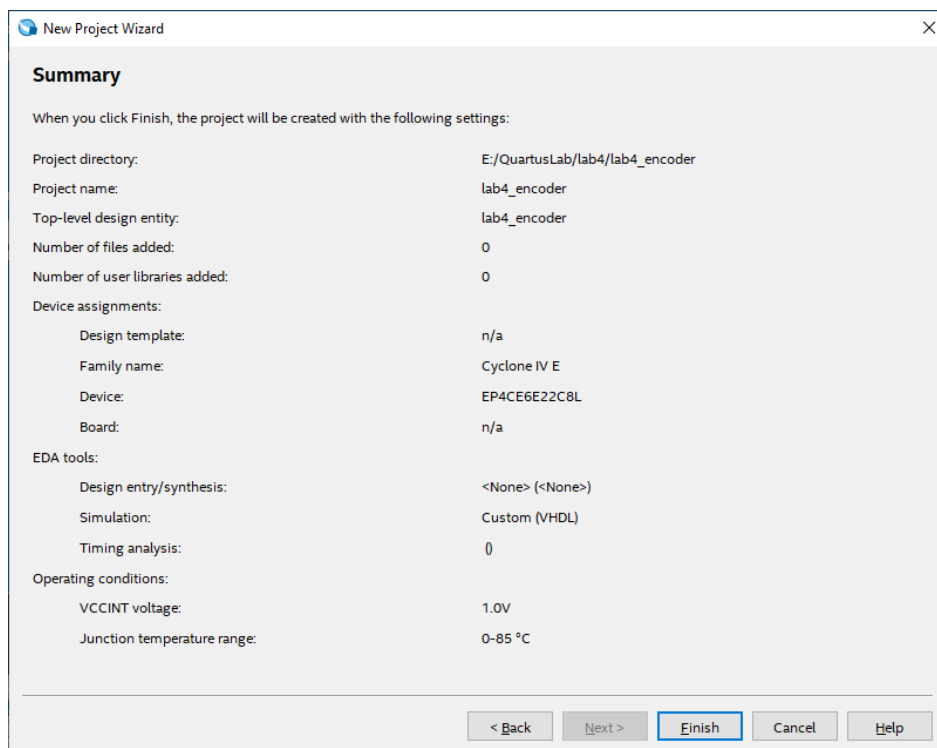 New Project Wizard
Summary
When you click Finish, the project will be created with the following settings:
Project directory: E:/QuartusLab/lab4/lab4_encoder
Project name: lab4_encoder
Top-level design entity: lab4_encoder
Number of files added: 0
Number of user libraries added: 0
Device assignments:
Design template: n/a
Family name: Cyclone IV E
Device: EP4CE6E22C8L
Board: n/a
EDA tools:
Design entry/synthesis: <None> (<None>)
Simulation: Custom (VHDL)
Timing analysis: ()
Operating conditions:
VCCINT voltage: 1.0V
Junction temperature range: 0-85 °C
< Back Next > Finish Cancel Help